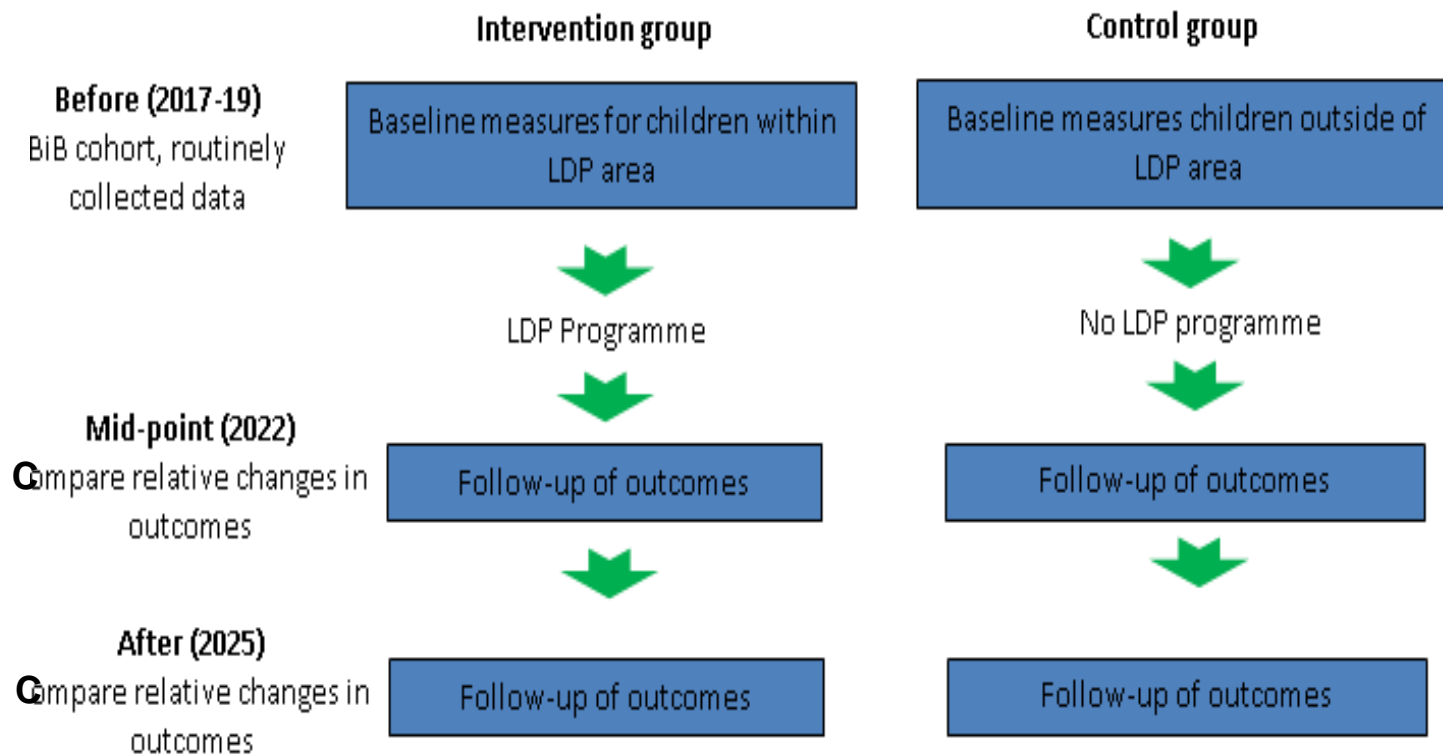 Intervention group
Control group
Before (2017-19)
BiB cohort, routinely
collected data
Baseline measures for children within
LDP area
Baseline measures children outside of
LDP area
LDP Programme
No LDP programme
Mid-point (2022)
Compare relative changes in
outcomes
Follow-up of outcomes
Follow-up of outcomes
After (2025)
Compare relative changes in
outcomes
Follow-up of outcomes
Follow-up of outcomes